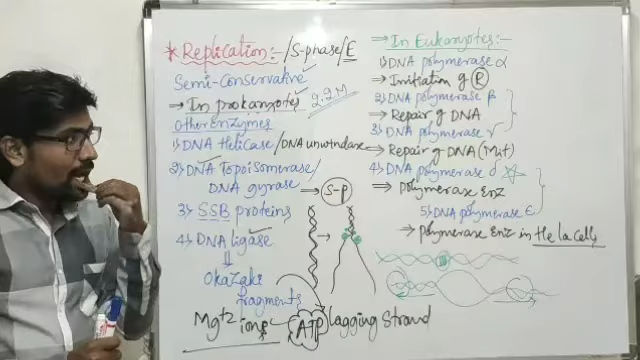 * Replication:- /S-phase/E
Semi-Conservative
→ In prokaryotes
2.2M
Other Enzymes
1) DNA Helicase/DNA unwindase
2) DNA Topoisomerase/
DNA gyrase → S-P
3) SSB proteins
4) DNA ligase
Okazaki
fragments
Mg+2 ions ATP lagging Strand
→ In Eukaryotes:-
1) DNA polymerase α
→ Initiation of R
2) DNA polymerase β
→ Repair of DNA
3) DNA polymerase γ
→ Repair of DNA (Mit)
4) DNA polymerase δ
→ polymerase Enz
5) DNA polymerase ε
→ polymerase Enz in He la cells